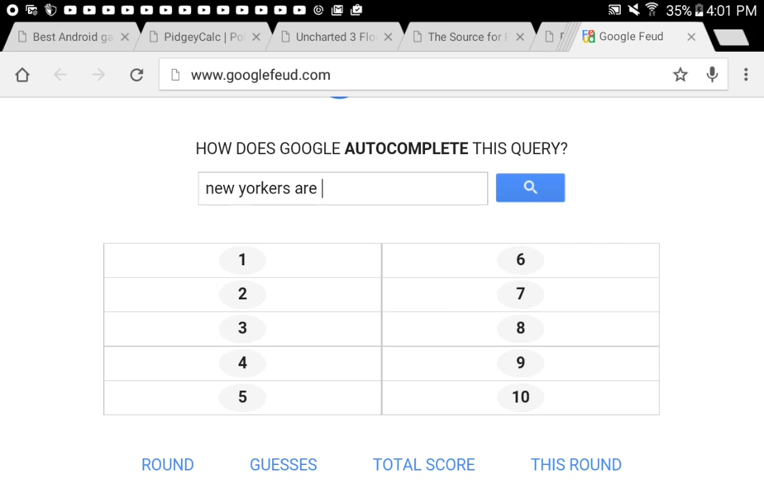 35% 4:01 PM
Best Android ga
PidgeyCalc | Pol
Uncharted 3 Flo
The Source for
Google Feud
www.googlefeud.com
HOW DOES GOOGLE AUTOCOMPLETE THIS QUERY?
new yorkers are
1 6
2 7
3 8
4 9
5 10
ROUND GUESSES TOTAL SCORE THIS ROUND